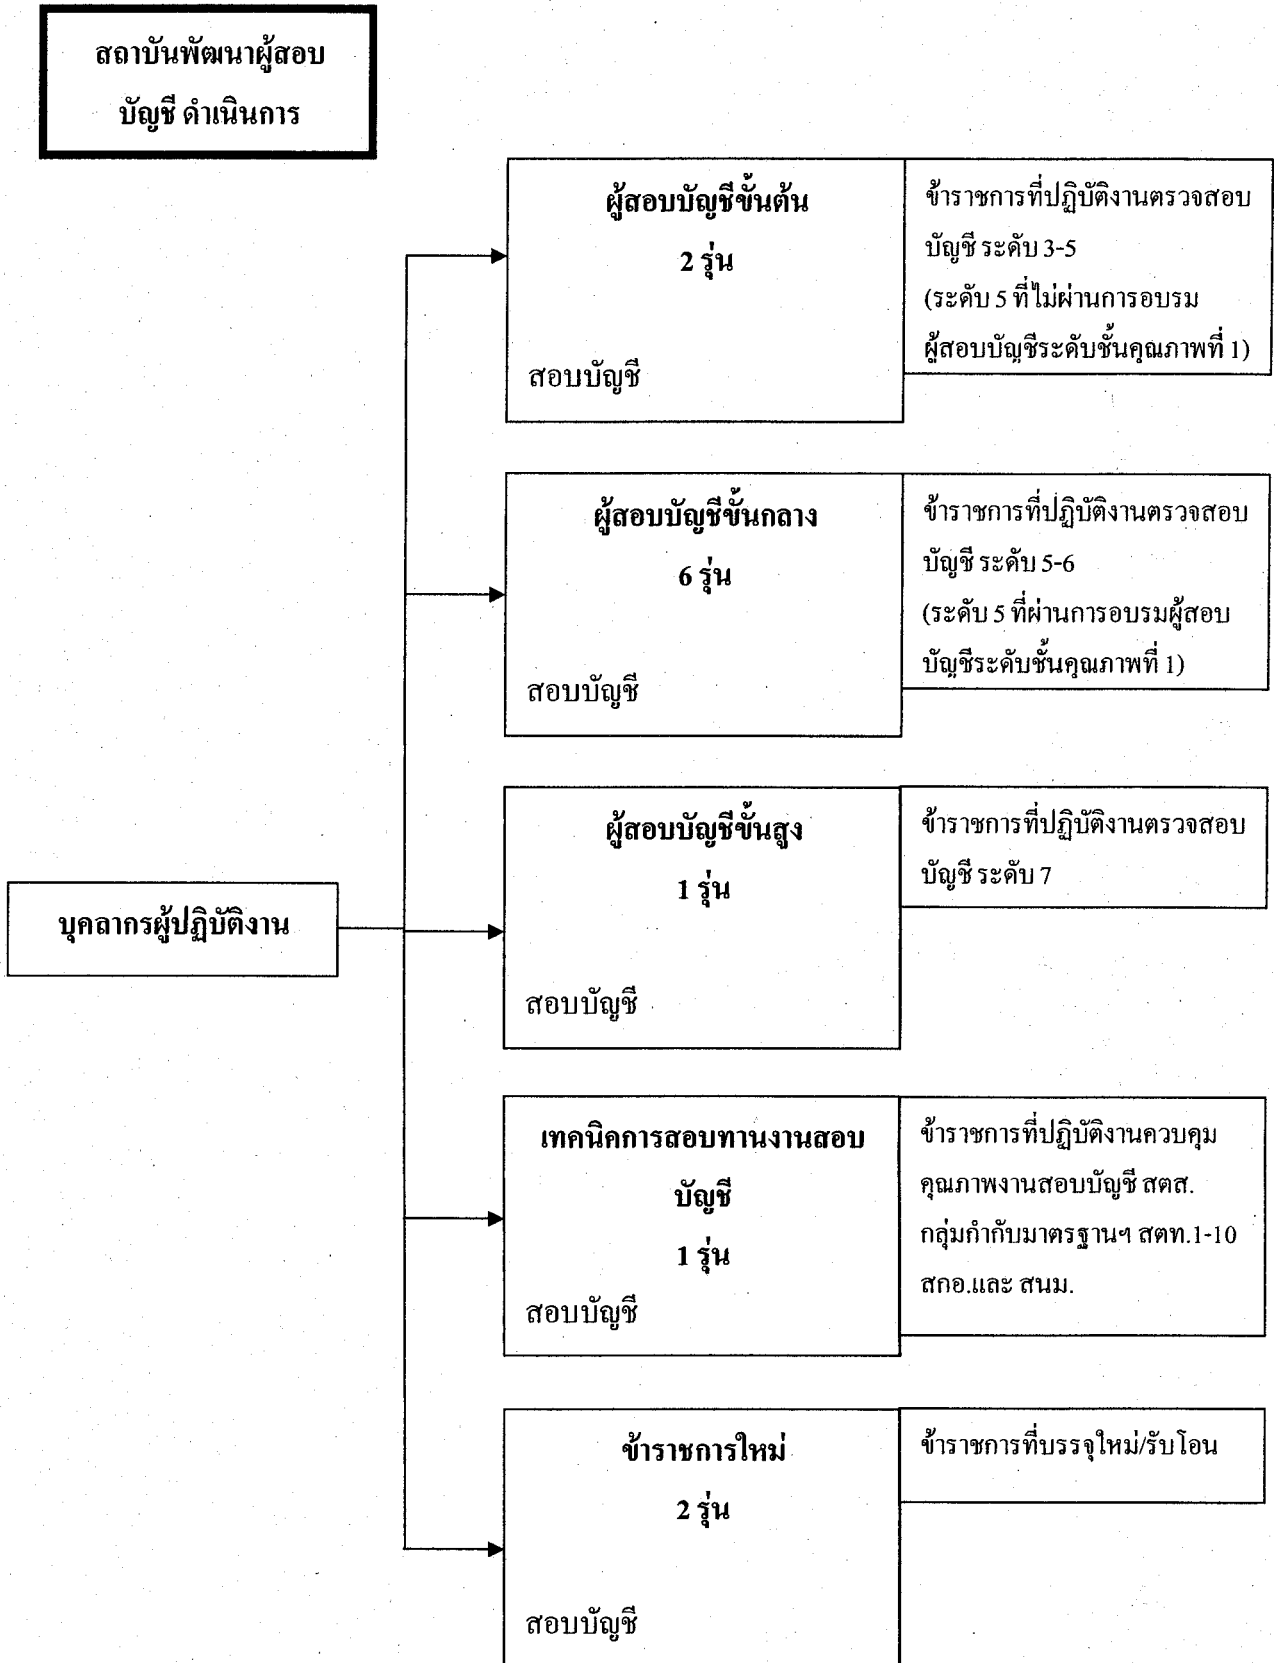 สถาบันพัฒนาผู้สอบ
บัญชี ดำเนินการ
ผู้สอบบัญชีขั้นต้น
2 รุ่น
สอบบัญชี
ข้าราชการที่ปฏิบัติงานตรวจสอบ
บัญชี ระดับ 3-5
(ระดับ 5 ที่ไม่ผ่านการอบรม
ผู้สอบบัญชีระดับชั้นคุณภาพที่ 1)
ผู้สอบบัญชีขั้นกลาง
6 รุ่น
สอบบัญชี
ข้าราชการที่ปฏิบัติงานตรวจสอบ
บัญชี ระดับ 5-6
(ระดับ 5 ที่ผ่านการอบรมผู้สอบ
บัญชีระดับชั้นคุณภาพที่ 1)
บุคลากรผู้ปฏิบัติงาน
ผู้สอบบัญชีขั้นสูง
1 รุ่น
สอบบัญชี
ข้าราชการที่ปฏิบัติงานตรวจสอบ
บัญชี ระดับ 7
เทคนิคการสอบทานงานสอบ
บัญชี
1 รุ่น
สอบบัญชี
ข้าราชการที่ปฏิบัติงานควบคุม
คุณภาพงานสอบบัญชี สตส.
กลุ่มกำกับมาตรฐานฯ สตท.1-10
สกอ.และ สนม.
ข้าราชการใหม่
2 รุ่น
สอบบัญชี
ข้าราชการที่บรรจุใหม่/รับโอน